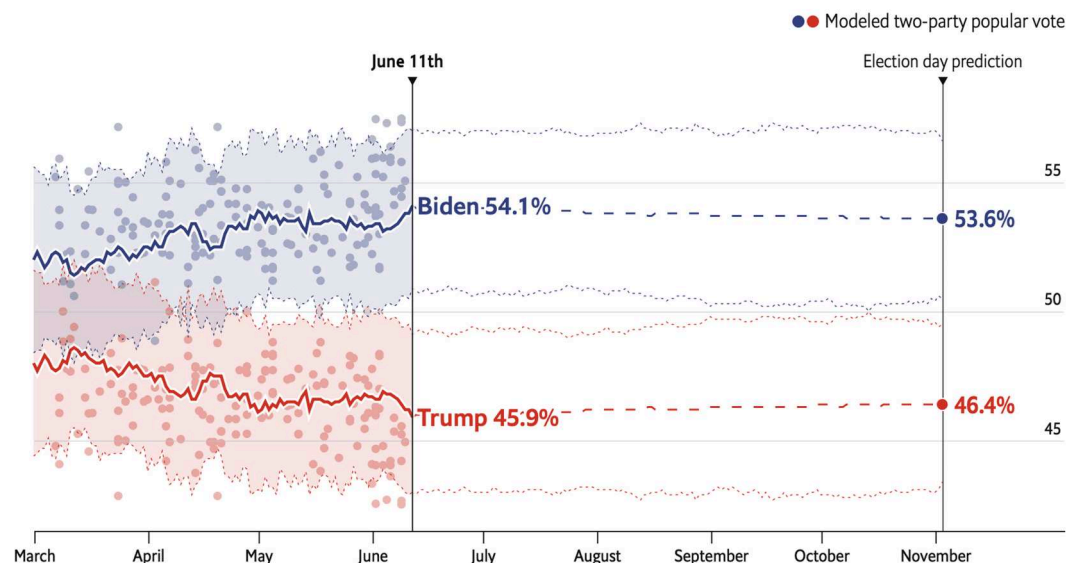 Modeled two-party popular vote
June 11th
Election day prediction
55
Biden 54.1%
53.6%
50
Trump 45.9%
46.4%
45
March April May June July August September October November